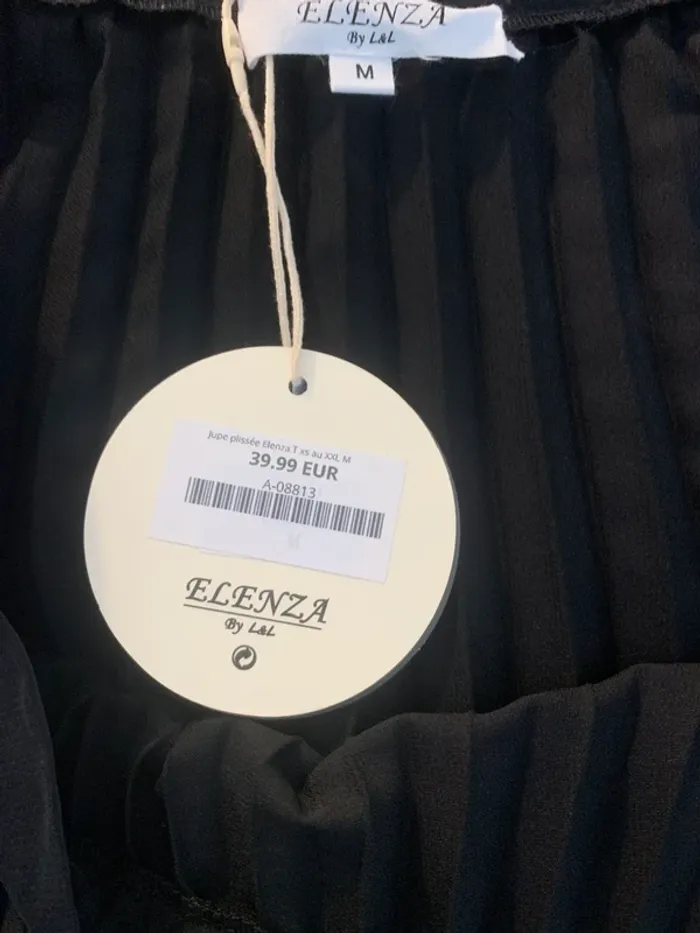 ELENZA
By L&L
M
Jupe plissée Elenza T xs au XXL M
39.99 EUR
A-08813
ELENZA
By L&L